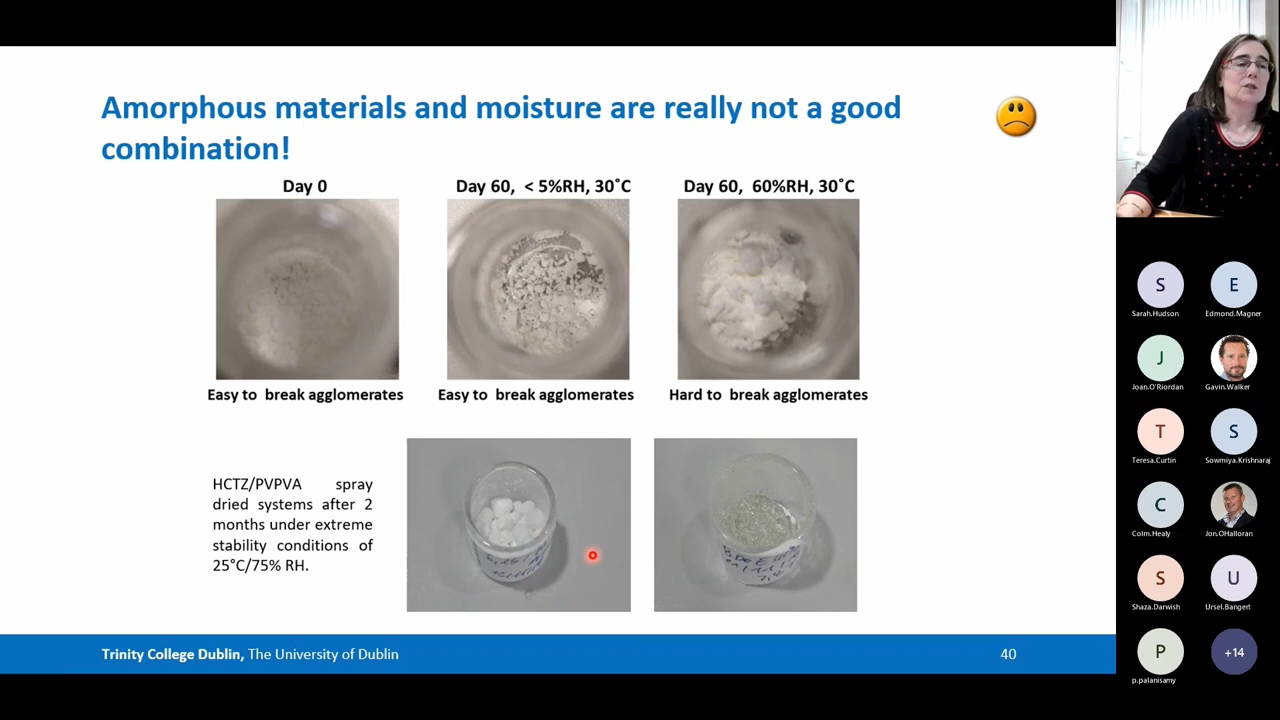 Amorphous materials and moisture are really not a good
combination!
Day 0
Day 60, < 5%RH, 30˚C
Day 60, 60%RH, 30˚C
Easy to break agglomerates
Easy to break agglomerates
Hard to break agglomerates
HCTZ/PVPVA spray
dried systems after 2
months under extreme
stability conditions of
25°C/75% RH.
Trinity College Dublin, The University of Dublin
40
S
E
Sarah.Hudson
Edmond.Magner
J
Joan.O'Riordan
Gavin.Walker
T
S
Teresa.Curtin
Sowmiya.Krishnaraj
C
Colm.Healy
Jon.OHalloran
S
U
Shaza.Darwish
Ursel.Bangert
P
+14
p.palanisamy